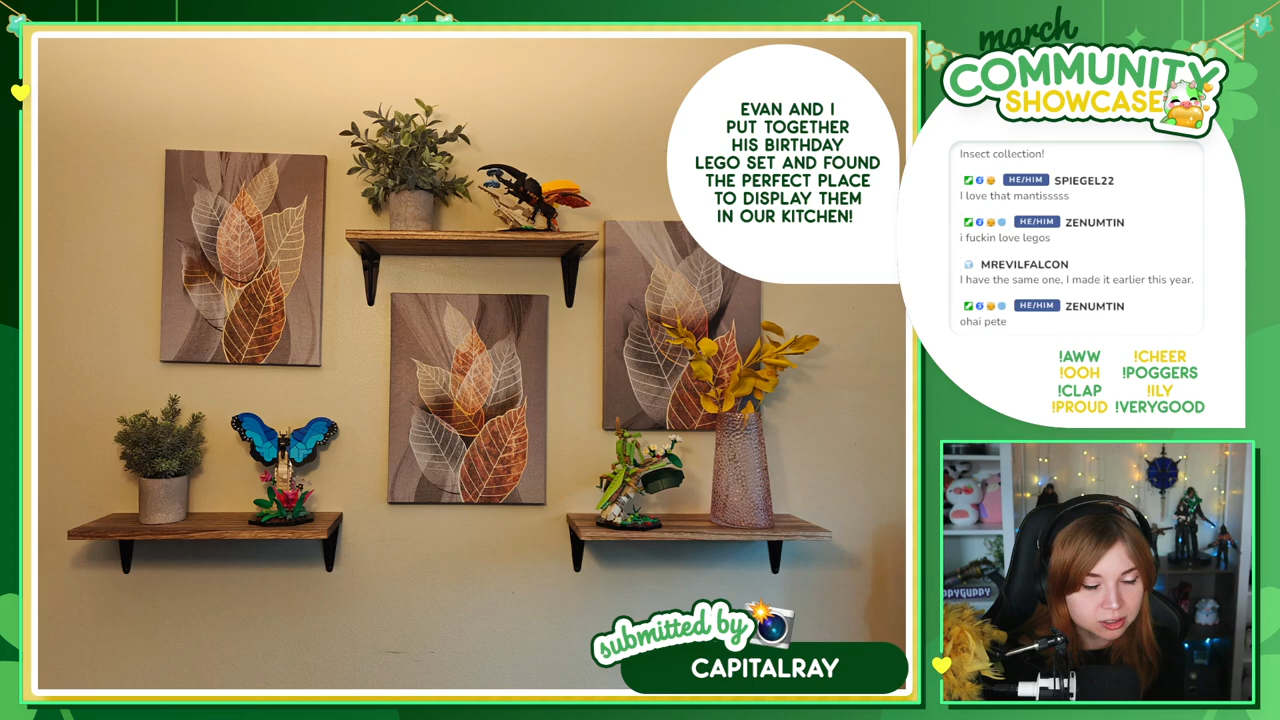 march
COMMUNITY
SHOWCASE
EVAN AND I
PUT TOGETHER
HIS BIRTHDAY
LEGO SET AND FOUND
THE PERFECT PLACE
TO DISPLAY THEM
IN OUR KITCHEN!
Insect collection!
HE/HIM SPIEGEL22
I love that mantisssss
HE/HIM ZENUMTIN
i fuckin love legos
MREVILFALCON
I have the same one, I made it earlier this year.
HE/HIM ZENUMTIN
ohai pete
!AWW !CHEER
!OOH !POGGERS
!CLAP !ILY
!PROUD !VERYGOOD
submitted by
CAPITALRAY